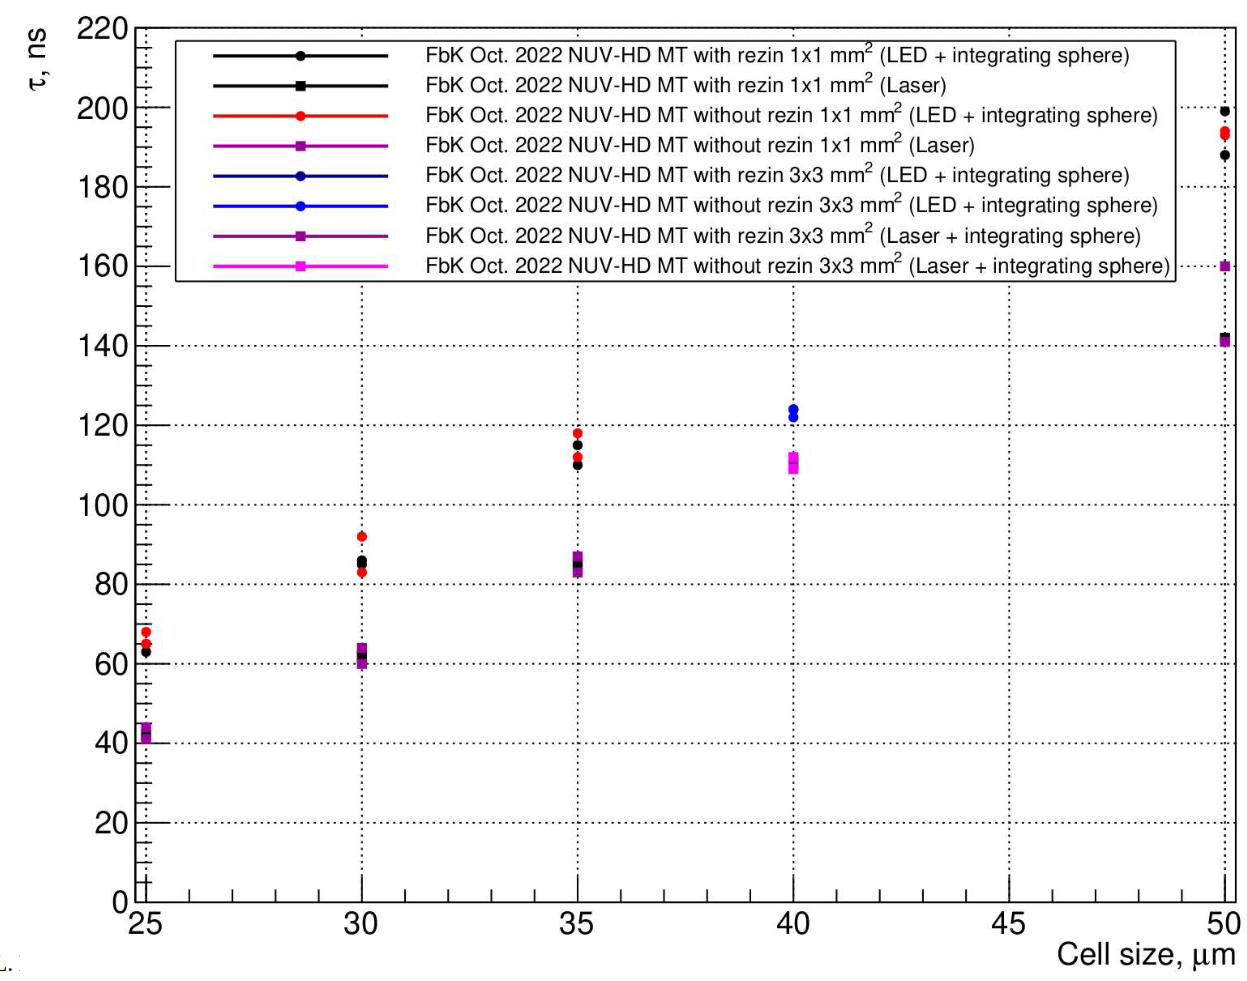 τ, ns
220
200
180
160
140
120
100
80
60
40
20
0
FbK Oct. 2022 NUV-HD MT with rezin 1x1 mm² (LED + integrating sphere)
FbK Oct. 2022 NUV-HD MT with rezin 1x1 mm² (Laser)
FbK Oct. 2022 NUV-HD MT without rezin 1x1 mm² (LED + integrating sphere)
FbK Oct. 2022 NUV-HD MT without rezin 1x1 mm² (Laser)
FbK Oct. 2022 NUV-HD MT with rezin 3x3 mm² (LED + integrating sphere)
FbK Oct. 2022 NUV-HD MT without rezin 3x3 mm² (LED + integrating sphere)
FbK Oct. 2022 NUV-HD MT with rezin 3x3 mm² (Laser + integrating sphere)
FbK Oct. 2022 NUV-HD MT without rezin 3x3 mm² (Laser + integrating sphere)
25 30 35 40 45 50
Cell size, μm